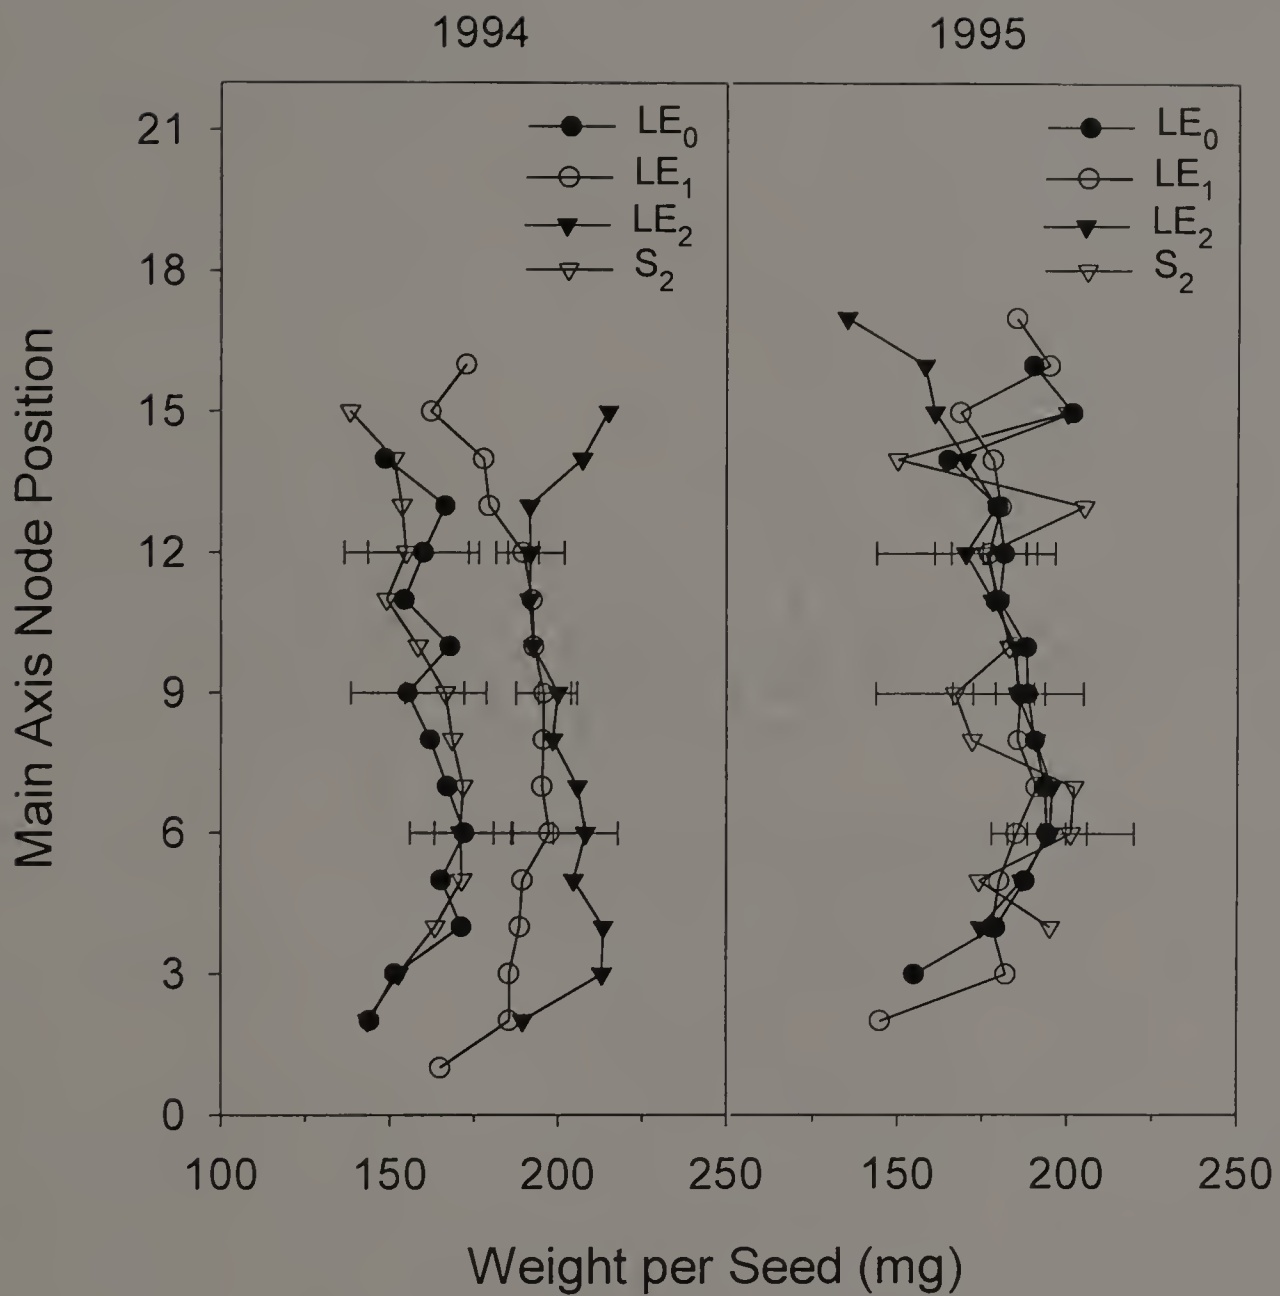 1994 1995
LE0 LE0
LE1 LE1
LE2 LE2
S2 S2
Main Axis Node Position
21
18
15
12
9
6
3
0
100 150 200 250 150 200 250
Weight per Seed (mg)